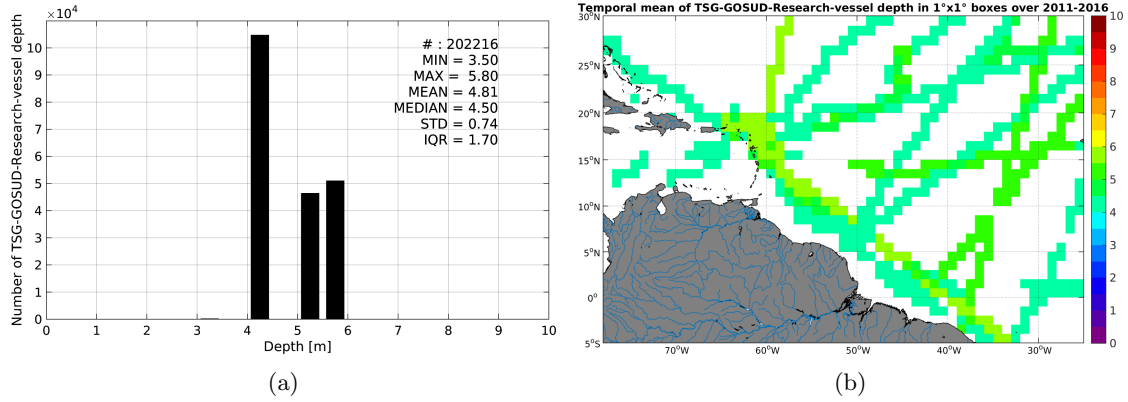 ×10⁴
10
9
8
7
6
5
4
3
2
1
0
Number of TSG-GOSUD-Research-vessel depth
# : 202216
MIN = 3.50
MAX = 5.80
MEAN = 4.81
MEDIAN = 4.50
STD = 0.74
IQR = 1.70
0 1 2 3 4 5 6 7 8 9 10
Depth [m]
(a)
Temporal mean of TSG-GOSUD-Research-vessel depth in 1°x1° boxes over 2011-2016
30°N
25°N
20°N
15°N
10°N
5°N
0°
5°S
70°W 60°W 50°W 40°W 30°W
10
9
8
7
6
5
4
3
2
1
0
(b)